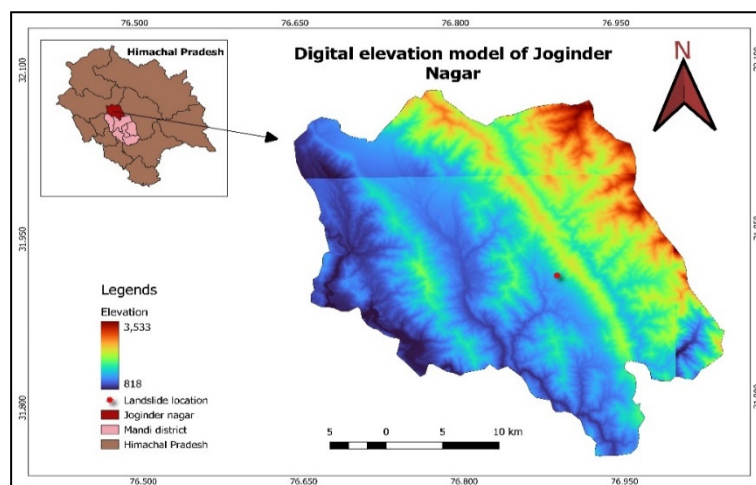 76.500 76.650 76.800 76.950
32.100
Himachal Pradesh
Digital elevation model of Joginder
Nagar
N
31.950
Legends
Elevation
3,533
818
Landslide location
Joginder nagar
Mandi district
Himachal Pradesh
31.800
5 0 5 10 km
76.500 76.650 76.800 76.950